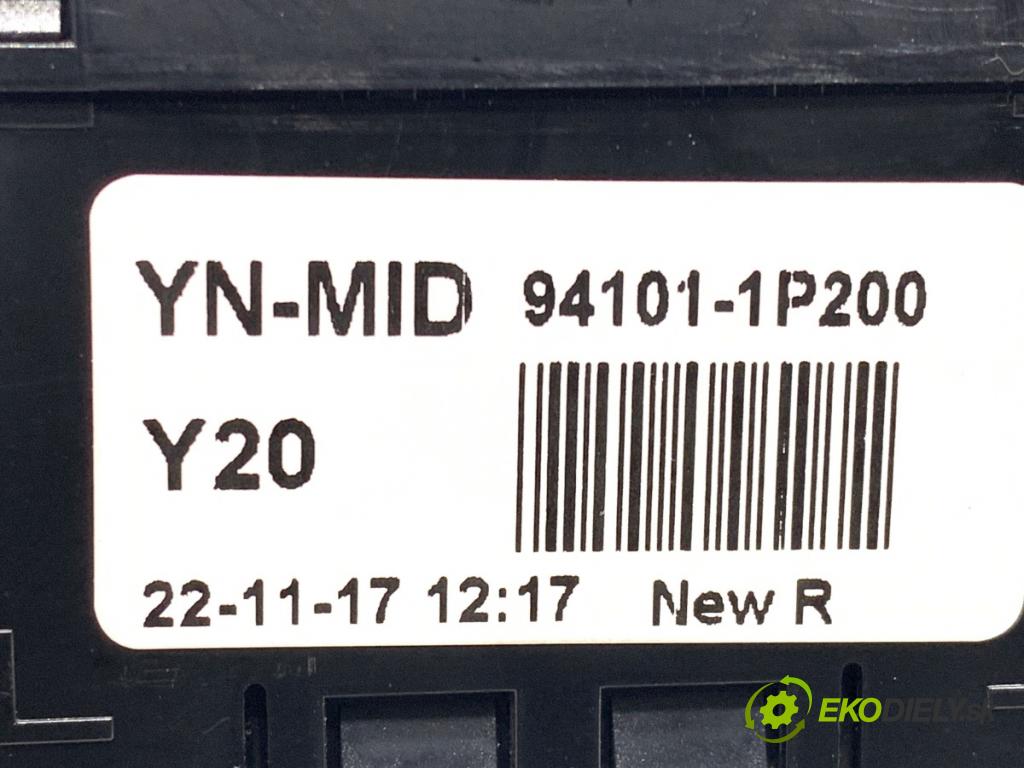 YN-MID 94101-1P200
Y20
22-11-17 12:17 New R
EKODIELY.sk